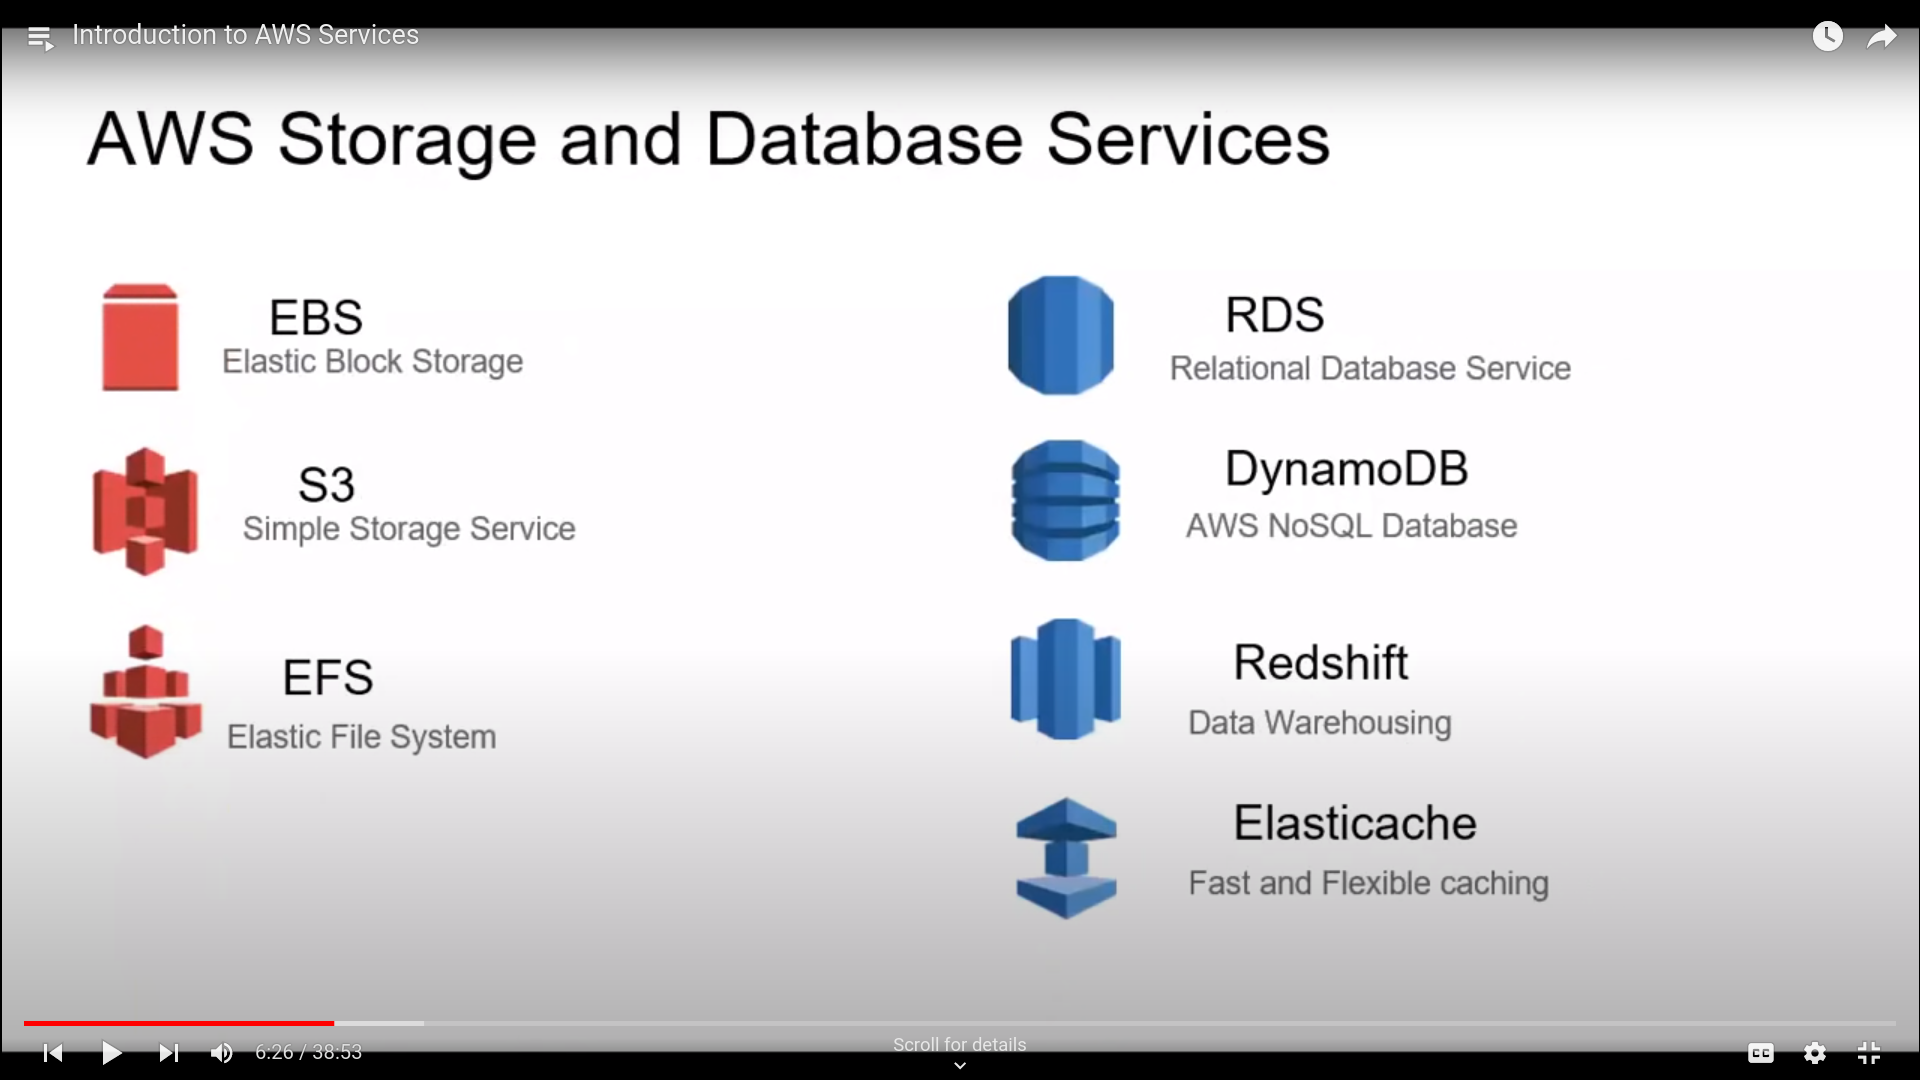 Introduction to AWS Services
AWS Storage and Database Services
EBS
Elastic Block Storage
S3
Simple Storage Service
EFS
Elastic File System
RDS
Relational Database Service
DynamoDB
AWS NoSQL Database
Redshift
Data Warehousing
Elasticache
Fast and Flexible caching
6:26 / 38:53
Scroll for details
CC